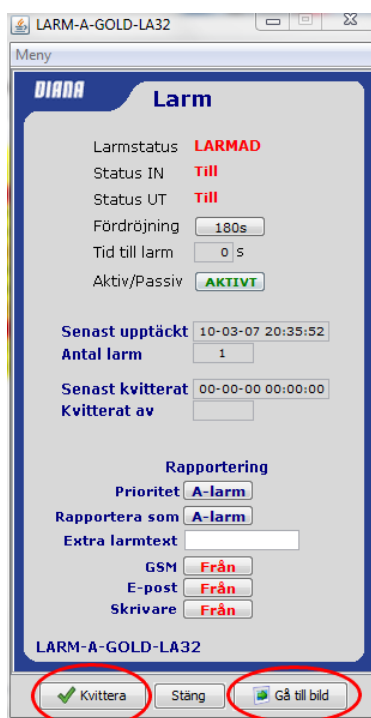 LARM-A-GOLD-LA32
Meny
DIANA
Larm
Larmstatus LARMAD
Status IN Till
Status UT Till
Fördröjning 180s
Tid till larm 0 S
Aktiv/Passiv AKTIVT
Senast upptäckt 10-03-07 20:35:52
Antal larm 1
Senast kvitterat 00-00-00 00:00:00
Kvitterat av
Rapportering
Prioritet A-larm
Rapportera som A-larm
Extra larmtext
GSM Från
E-post Från
Skrivare Från
LARM-A-GOLD-LA32
Kvittera Stäng Gå till bild